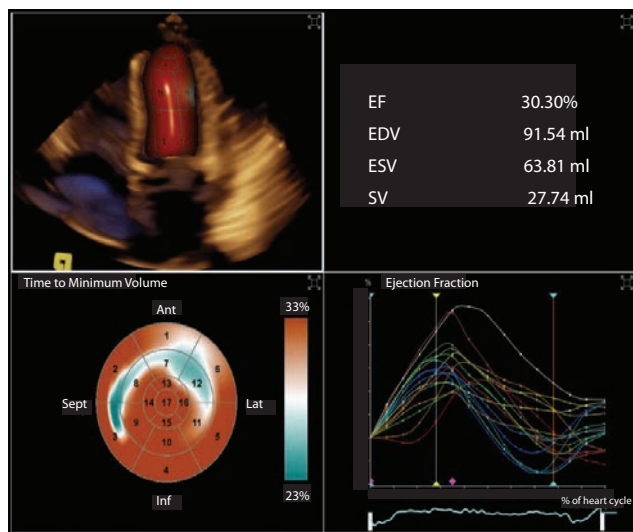 EF 30.30%
EDV 91.54 ml
ESV 63.81 ml
SV 27.74 ml
Time to Minimum Volume
Ant
33%
1
2
6
7
8
13
12
Sept
14 17 16
Lat
3
9
15
11
5
10
4
Inf
23%
Ejection Fraction
%
% of heart cycle